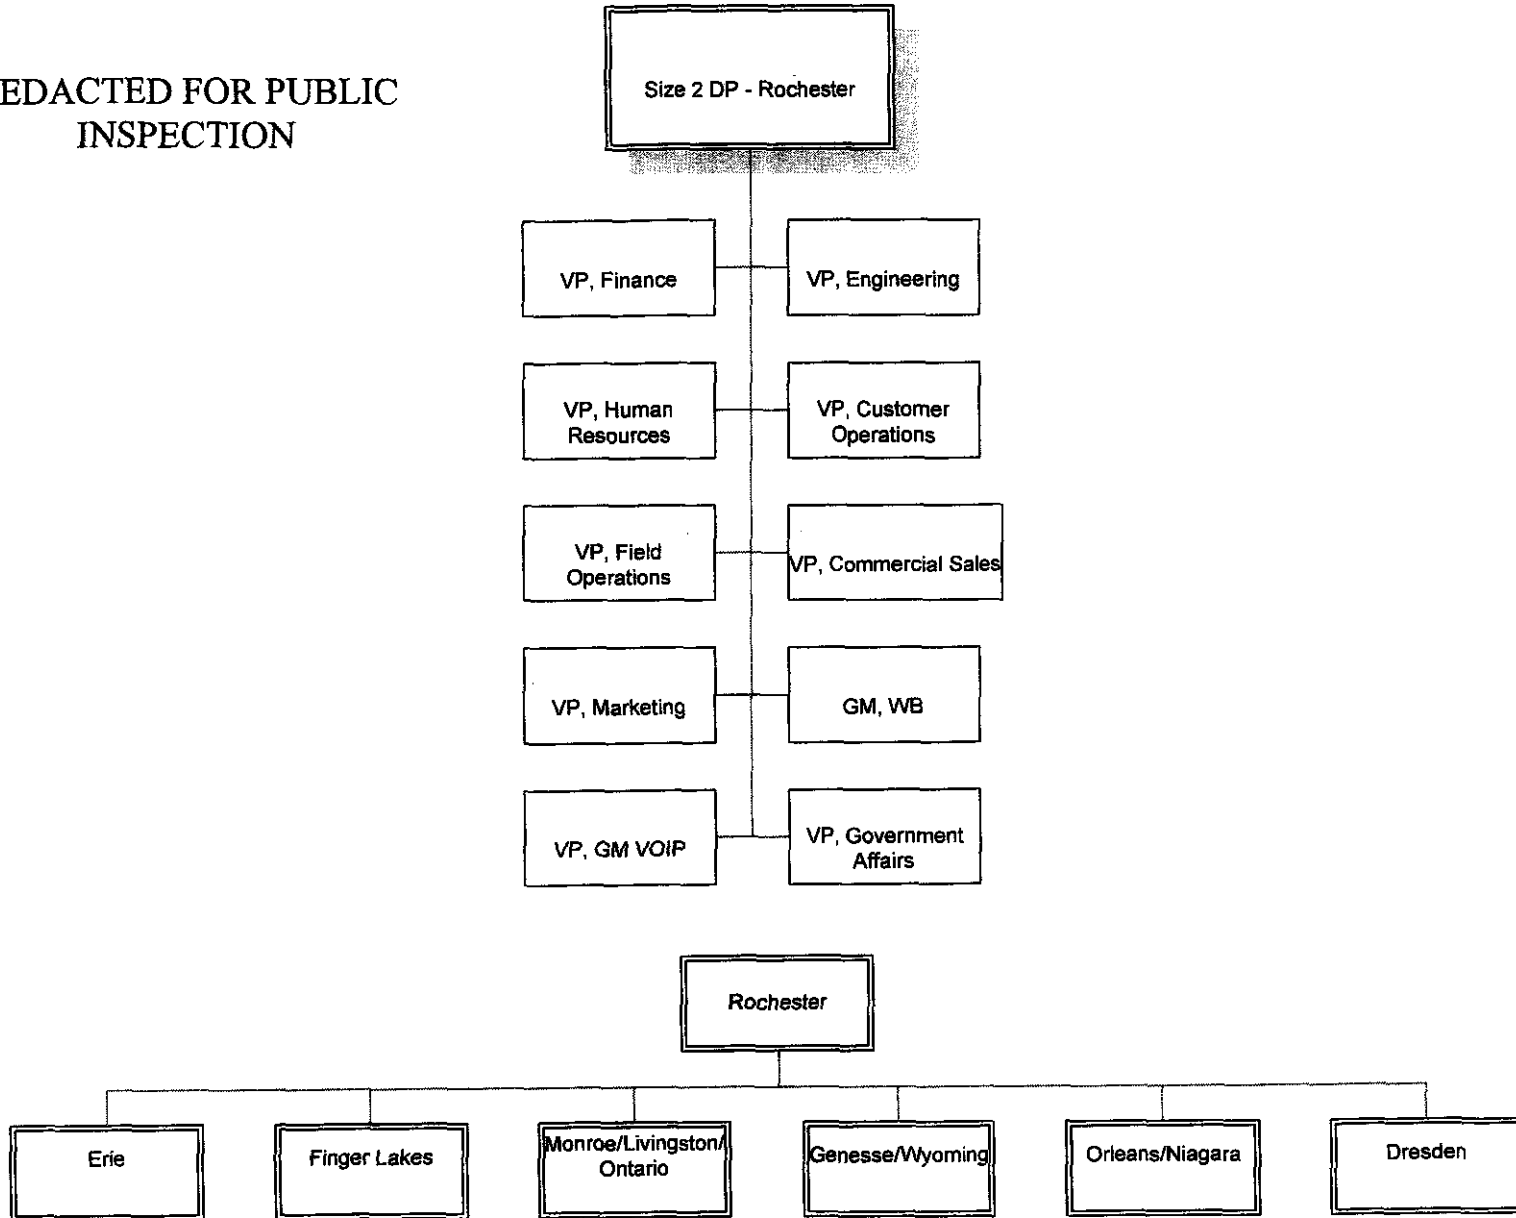 EDACTED FOR PUBLIC
INSPECTION
Size 2 DP - Rochester
VP, Finance
VP, Engineering
VP, Human
Resources
VP, Customer
Operations
VP, Field
Operations
VP, Commercial Sales
VP, Marketing
GM, WB
VP, GM VOIP
VP, Government
Affairs
Rochester
Erie
Finger Lakes
Monroe/Livingston/
Ontario
Genesse/Wyoming
Orleans/Niagara
Dresden